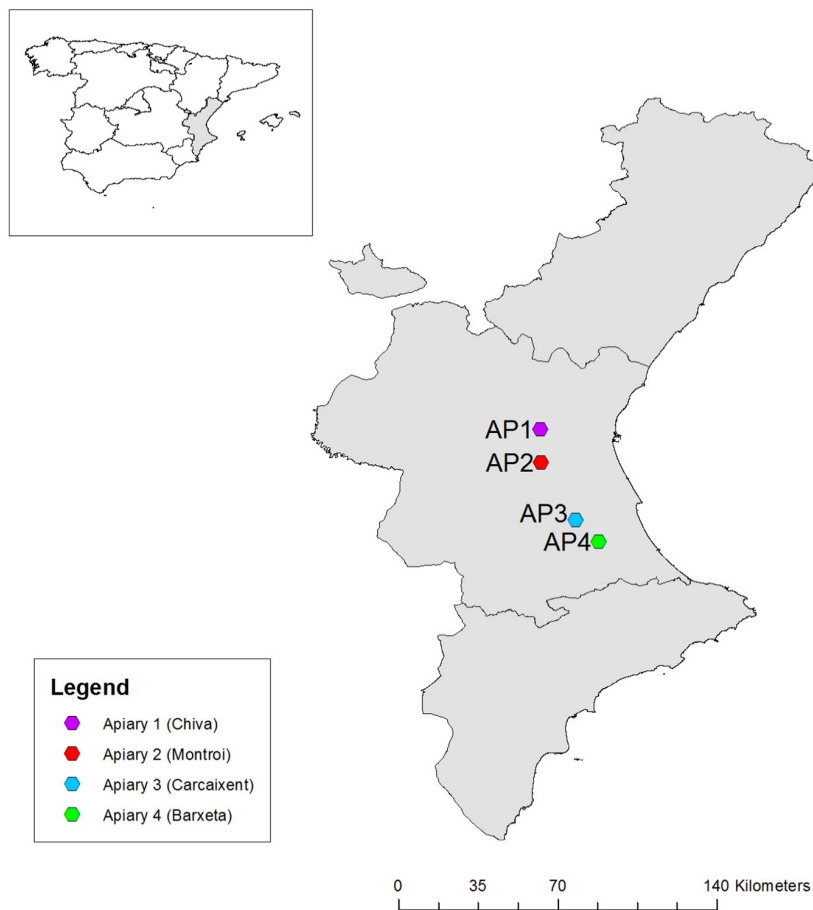 AP1
AP2
AP3
AP4
Legend
Apiary 1 (Chiva)
Apiary 2 (Montroi)
Apiary 3 (Carcaixent)
Apiary 4 (Barxeta)
0 35 70 140 Kilometers